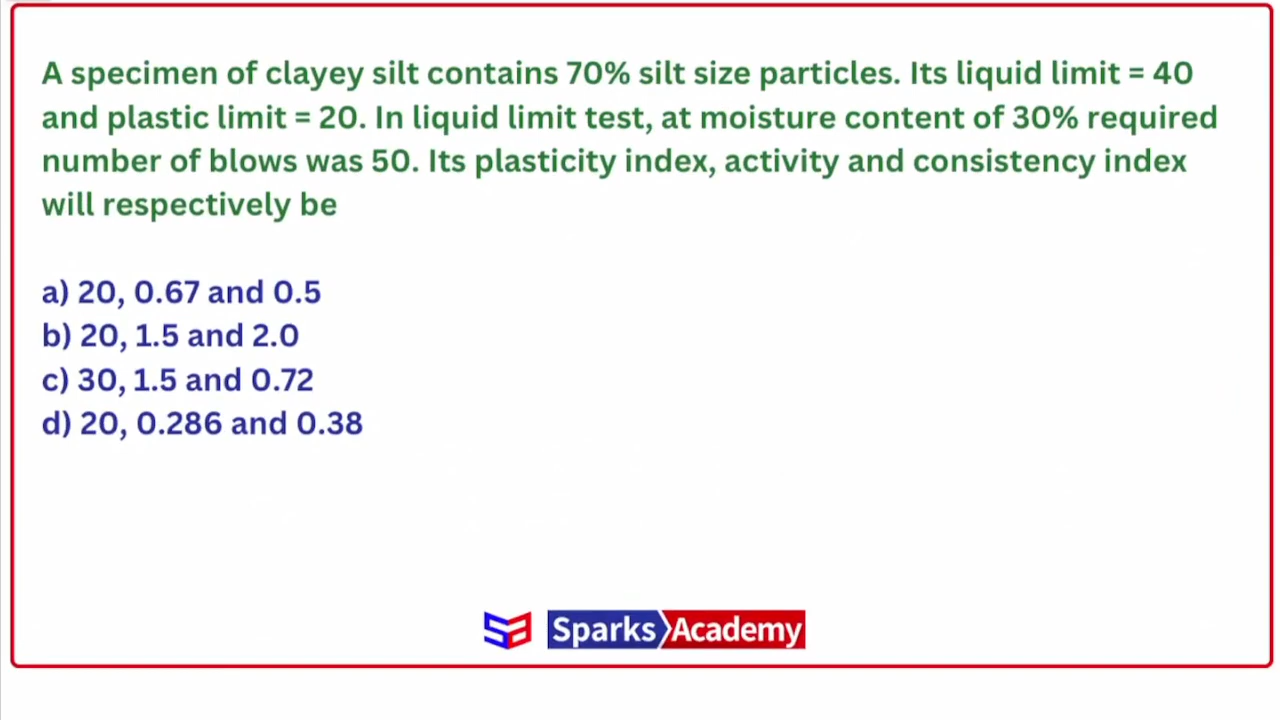 A specimen of clayey silt contains 70% silt size particles. Its liquid limit = 40
and plastic limit = 20. In liquid limit test, at moisture content of 30% required
number of blows was 50. Its plasticity index, activity and consistency index
will respectively be
a) 20, 0.67 and 0.5
b) 20, 1.5 and 2.0
c) 30, 1.5 and 0.72
d) 20, 0.286 and 0.38
Sparks Academy